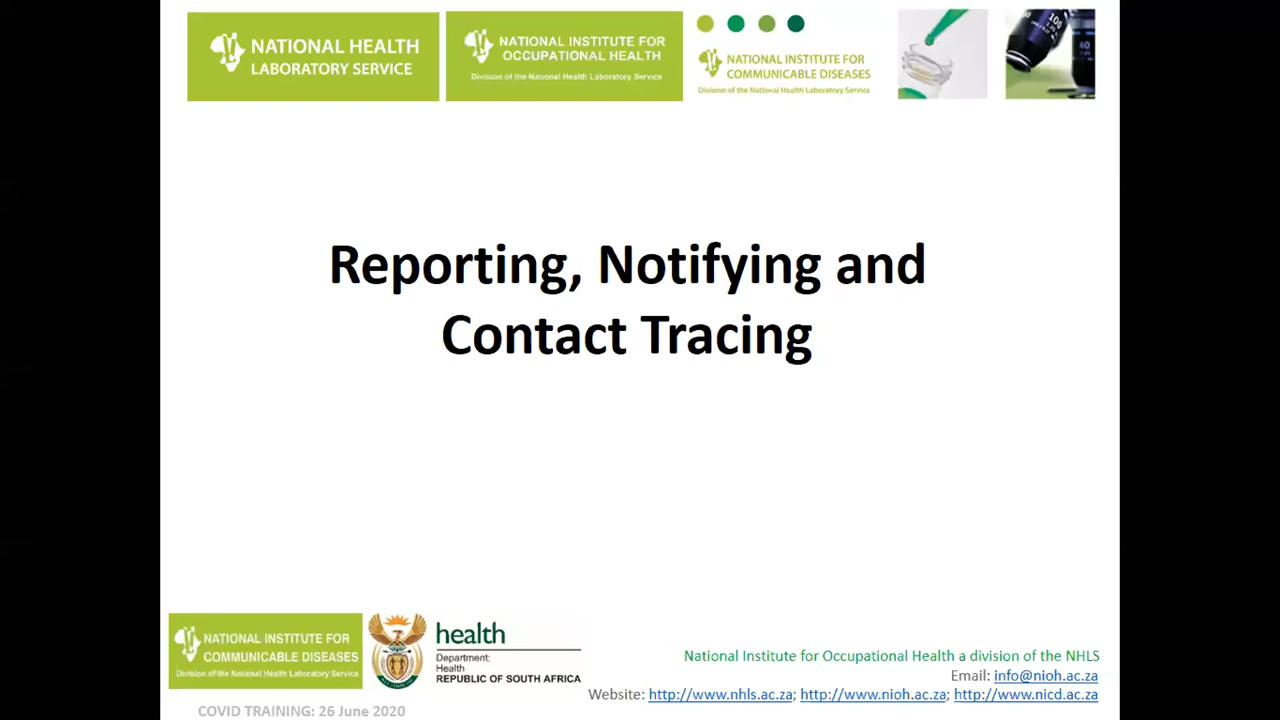 NATIONAL HEALTH
LABORATORY SERVICE
NATIONAL INSTITUTE FOR
OCCUPATIONAL HEALTH
Division of the National Health Laboratory Service
NATIONAL INSTITUTE FOR
COMMUNICABLE DISEASES
Division of the National Health Laboratory Service
100
40
Reporting, Notifying and
Contact Tracing
NATIONAL INSTITUTE FOR
COMMUNICABLE DISEASES
Division of the National Health Laboratory Service
health
Department:
Health
REPUBLIC OF SOUTH AFRICA
National Institute for Occupational Health a division of the NHLS
Email: info@nioh.ac.za
Website: http://www.nhls.ac.za; http://www.nioh.ac.za; http://www.nicd.ac.za
COVID TRAINING: 26 June 2020